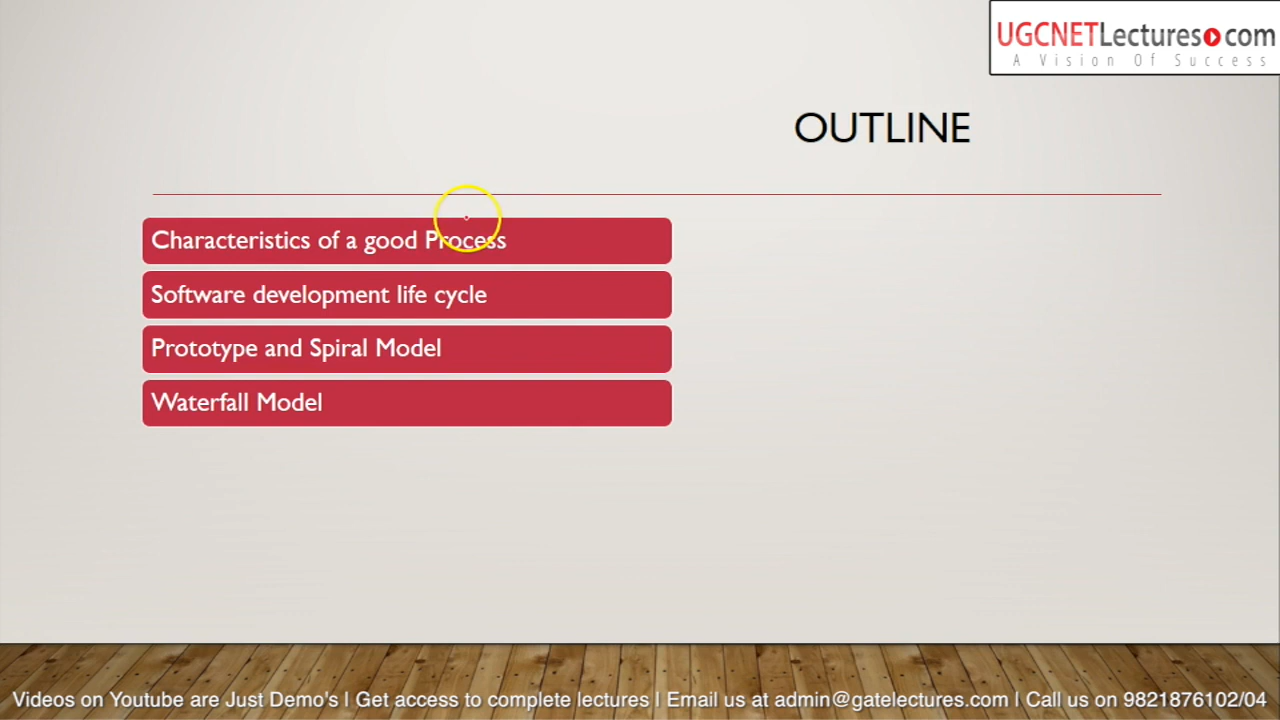 UGCNETLectures.com
A Vision Of Success
OUTLINE
Characteristics of a good Process
Software development life cycle
Prototype and Spiral Model
Waterfall Model
Videos on Youtube are Just Demo's I Get access to complete lectures I Email us at admin@gatelectures.com I Call us on 9821876102/04